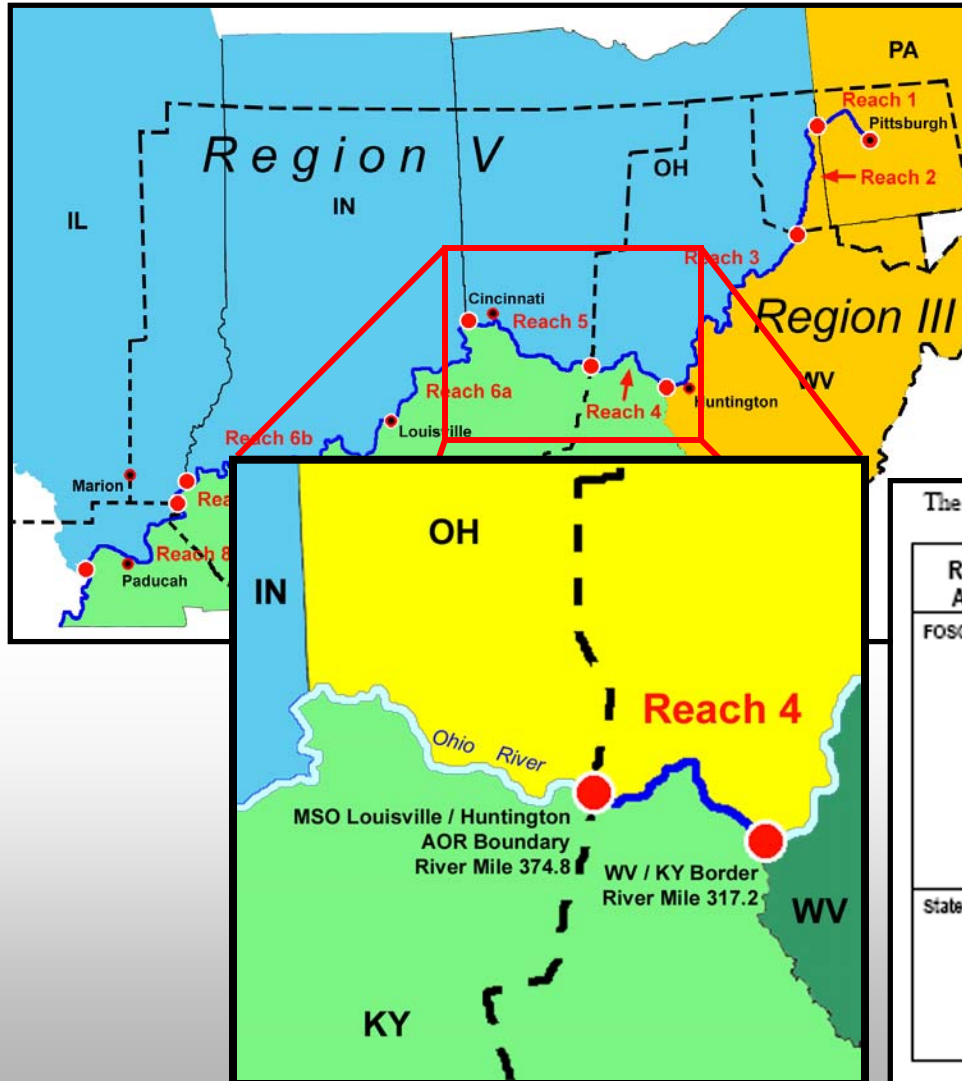 PA
Reach 1
Pittsburgh
Region V
OH
Reach 2
IL
IN
Reach 3
Cincinnati
Reach 5
Region III
WV
Reach 6a
Reach 4
Huntington
Louisville
Reach 6b
Marion
Reach 8
Paducah
The
OH
IN
Reach 4
Ohio River
MSO Louisville / Huntington
AOR Boundary
River Mile 374.8
WV / KY Border
River Mile 317.2
WV
KY
R
A
State